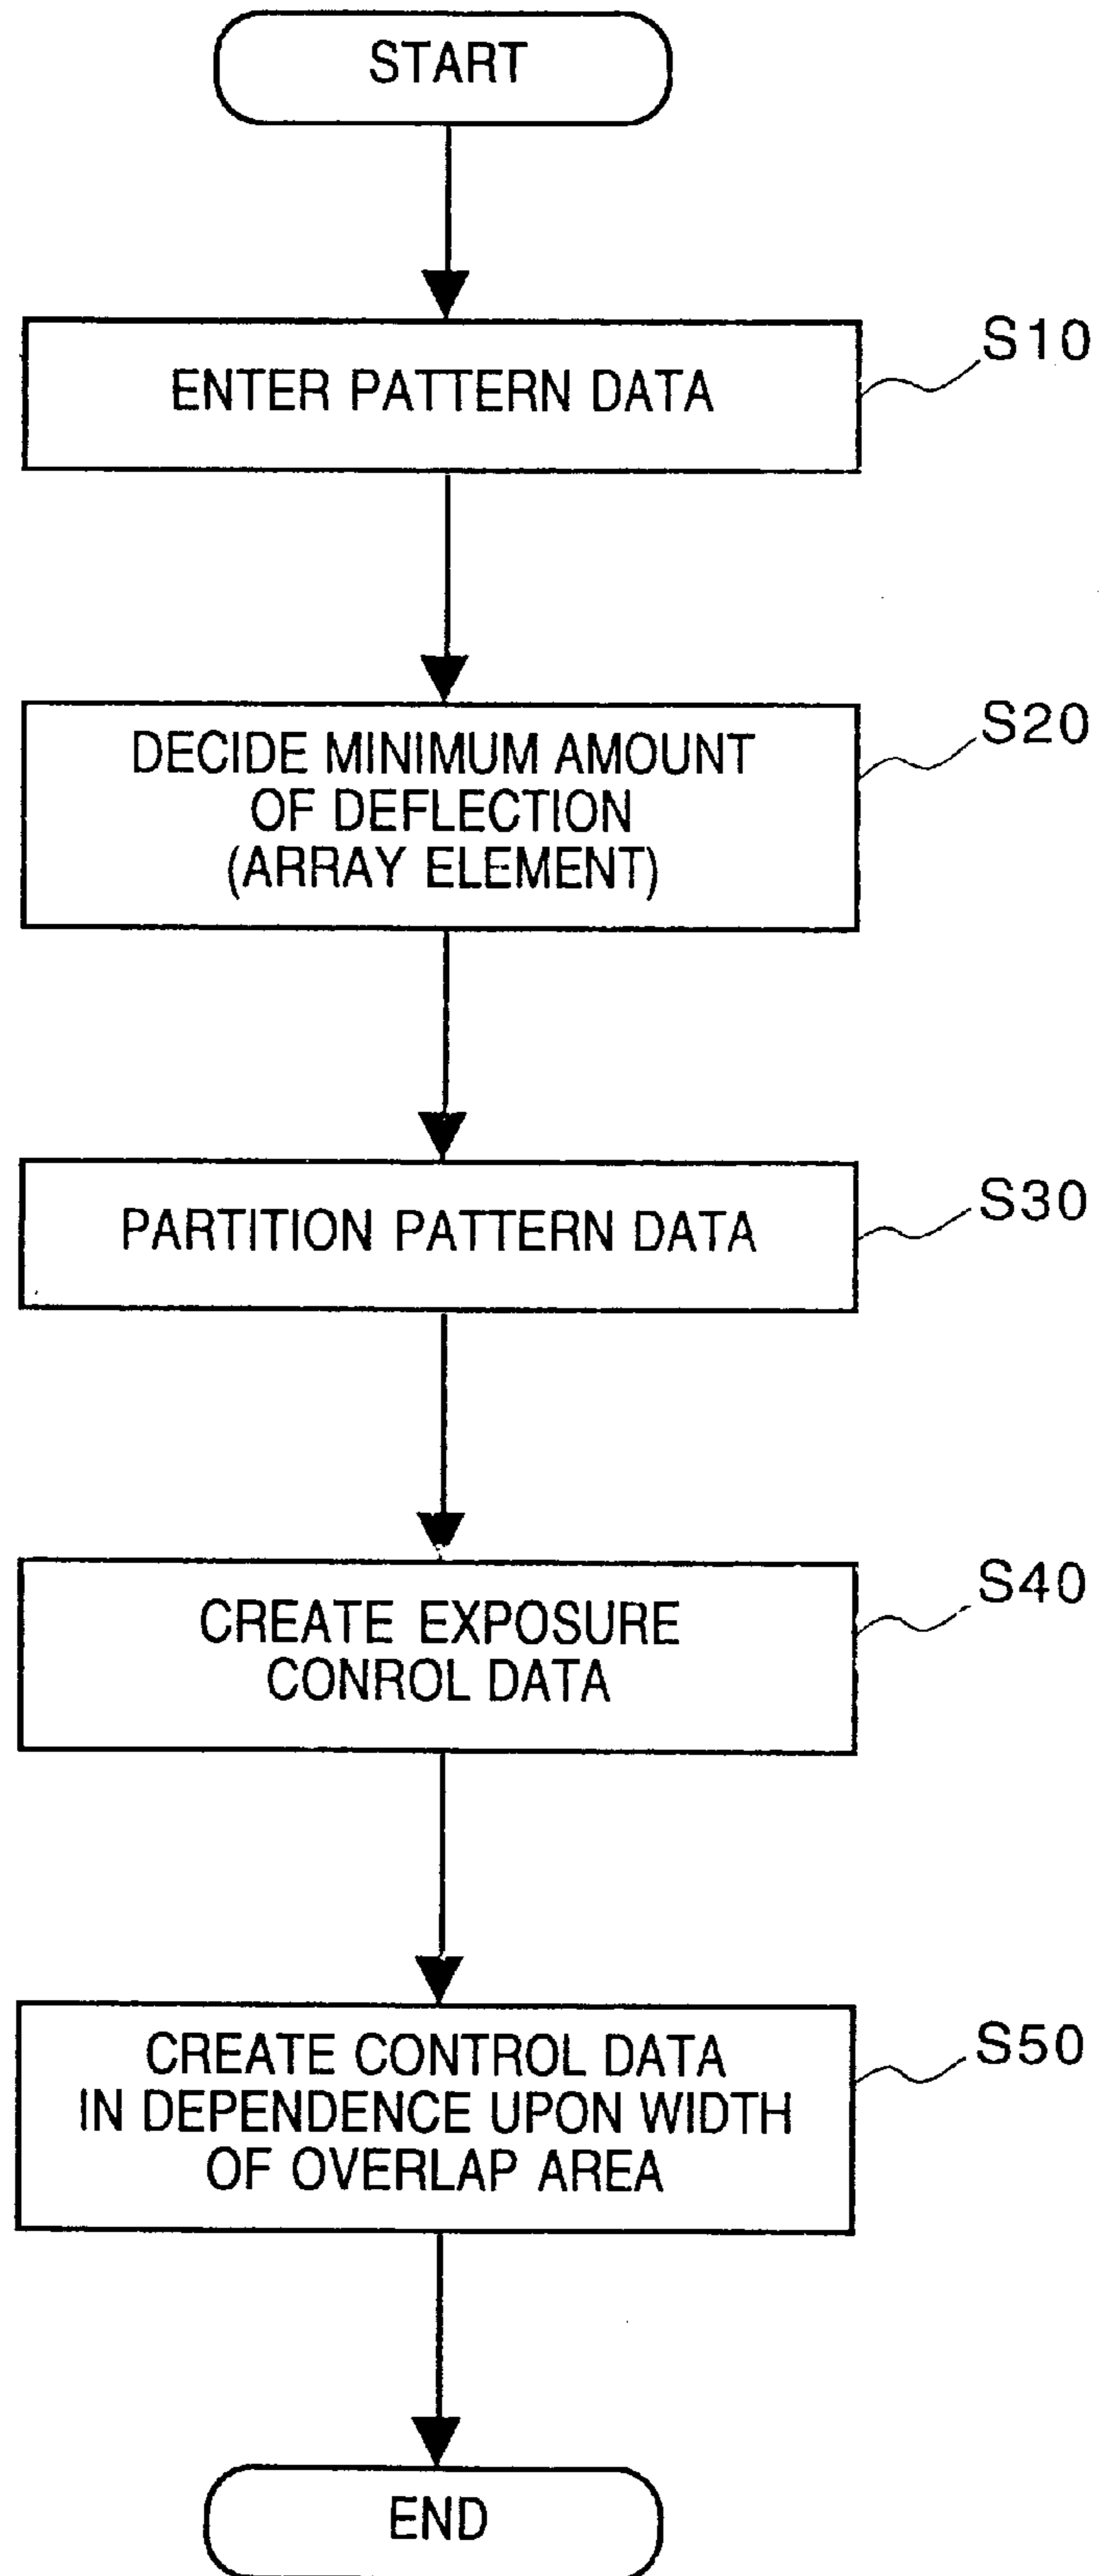 START
ENTER PATTERN DATA
S10
DECIDE MINIMUM AMOUNT
OF DEFLECTION
(ARRAY ELEMENT)
S20
PARTITION PATTERN DATA
S30
CREATE EXPOSURE
CONROL DATA
S40
CREATE CONTROL DATA
IN DEPENDENCE UPON WIDTH
OF OVERLAP AREA
S50
END